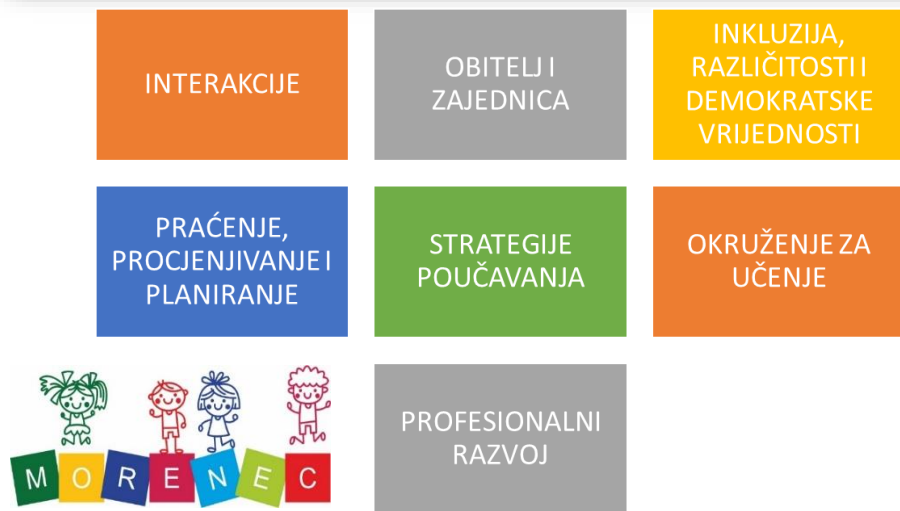 INTERAKCIJE
OBITELJ I
ZAJEDNICA
INKLUZIJA,
RAZLIČITOSTI I
DEMOKRATSKE
VRIJEDNOSTI
PRAĆENJE,
PROCJENJIVANJE I
PLANIRANJE
STRATEGIJE
POUČAVANJA
OKRUŽENJE ZA
UČENJE
MORENEC
PROFESIONALNI
RAZVOJ